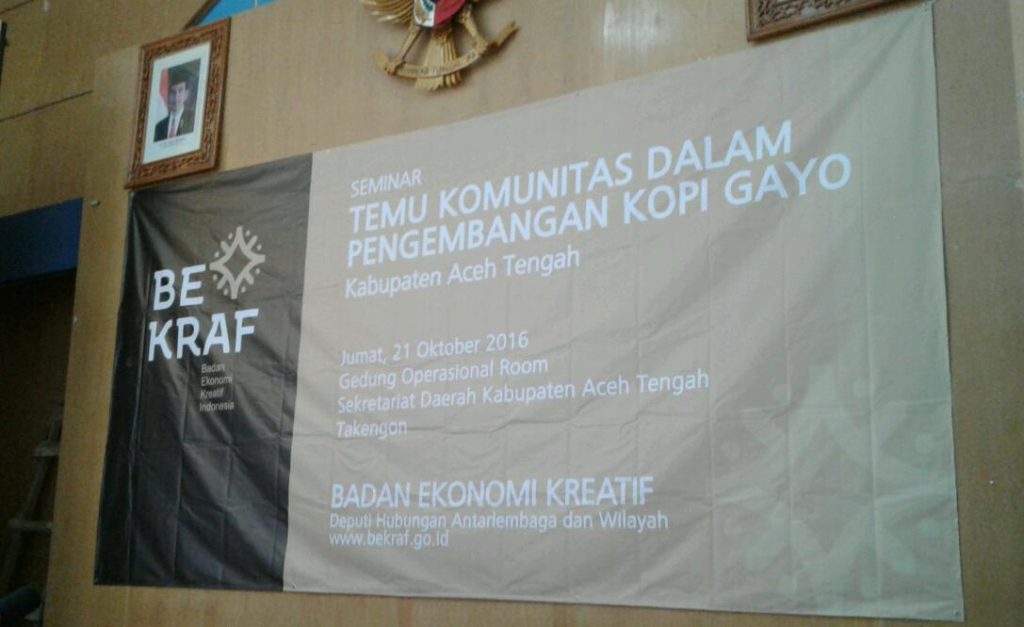 BE
KRAF
Badan
Ekonomi
Kreatif
Indonesia
SEMINAR
TEMU KOMUNITAS DALAM
PENGEMBANGAN KOPI GAYO
Kabupaten Aceh Tengah
Jumat, 21 Oktober 2016
Gedung Operasional Room
Sekretariat Daerah Kabupaten Aceh Tengah
Takengon
BADAN EKONOMI KREATIF
Deputi Hubungan Antarlembaga dan Wilayah
www.bekraf.go.id